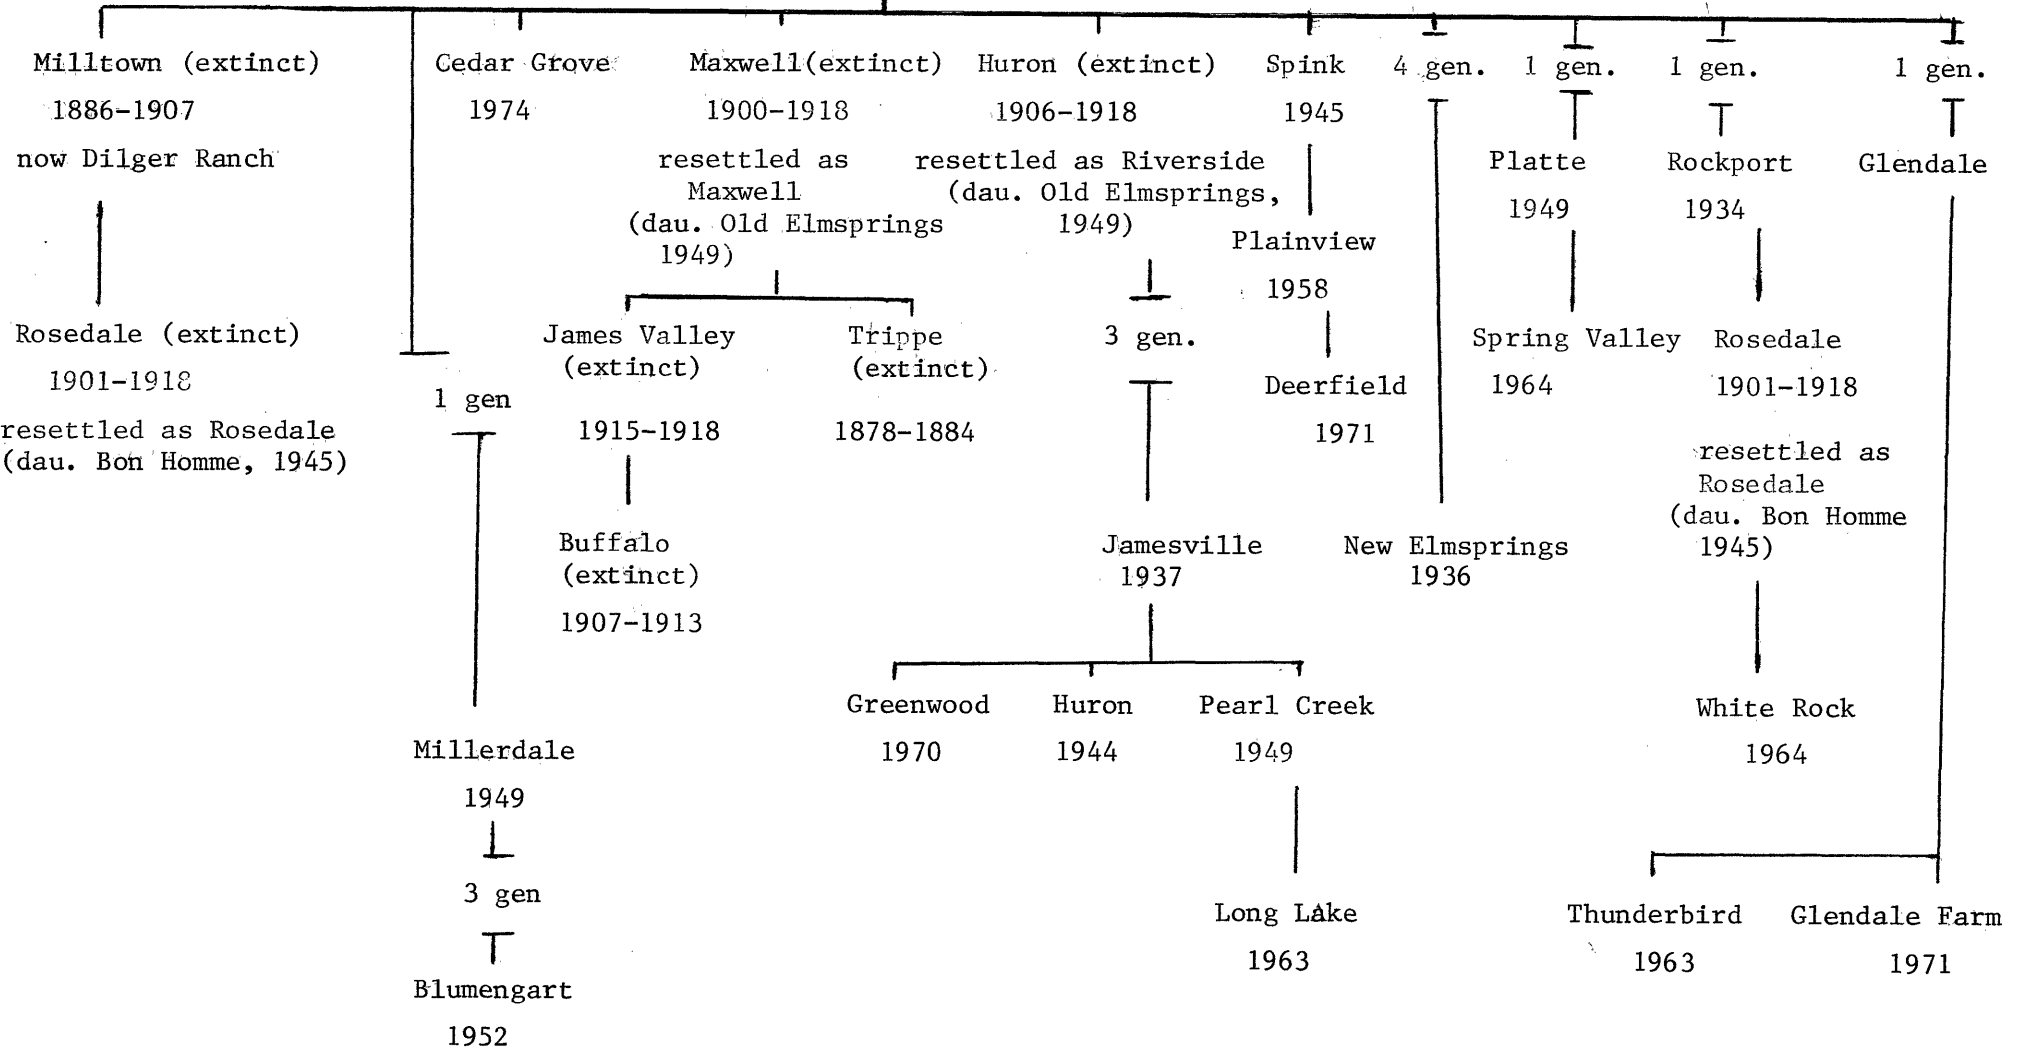 Milltown (extinct)
1886-1907
now Dilger Ranch
Rosedale (extinct)
1901-1918
resettled as Rosedale
(dau. Bon Homme, 1945)
1 gen
Millerdale
1949
3 gen
Blumengart
1952
Cedar Grove
1974
Maxwell(extinct)
1900-1918
resettled as
Maxwell
(dau. Old Elmsprings
1949)
James Valley
(extinct)
1915-1918
Buffalo
(extinct)
1907-1913
Trippe
(extinct)
1878-1884
Huron (extinct)
1906-1918
resettled as Riverside
(dau. Old Elmsprings,
1949)
3 gen.
Jamesville
1937
Greenwood
1970
Huron
1944
Pearl Creek
1949
Long Lake
1963
Spink
1945
Plainview
1958
Deerfield
1971
4 gen.
New Elmsprings
1936
1 gen.
Platte
1949
Spring Valley
1964
1 gen.
Rockport
1934
Rosedale
1901-1918
resettled as
Rosedale
(dau. Bon Homme
1945)
White Rock
1964
1 gen.
Glendale
Thunderbird
1963
Glendale Farm
1971